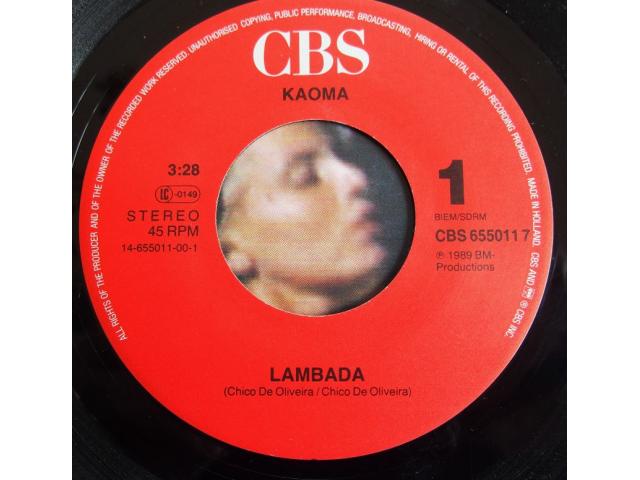 ALL RIGHTS OF THE PRODUCER AND OF THE OWNER OF THE RECORDED WORK RESERVED. UNAUTHORISED COPYING, PUBLIC PERFORMANCE, BROADCASTING, HIRING OR RENTAL OF THIS RECORDING PROHIBITED. MADE IN HOLLAND. CBS AND ® CBS INC.
CBS
KAOMA
3:28
LC-0149
STEREO
45 RPM
14-655011-00-1
1
BIEM/SDRM
CBS 655011 7
℗ 1989 BM-
Productions
LAMBADA
(Chico De Oliveira / Chico De Oliveira)